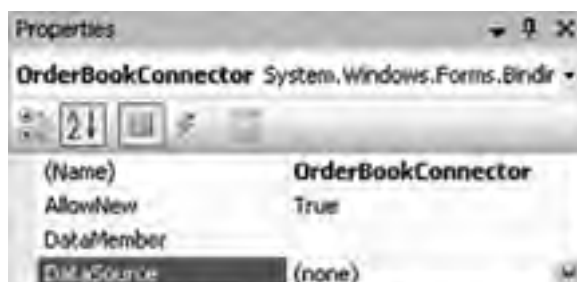 Properties
OrderBookConnector System.Windows.Forms.Bindir
(Name) OrderBookConnector
AllowNew True
DataMember
DataSource (none)